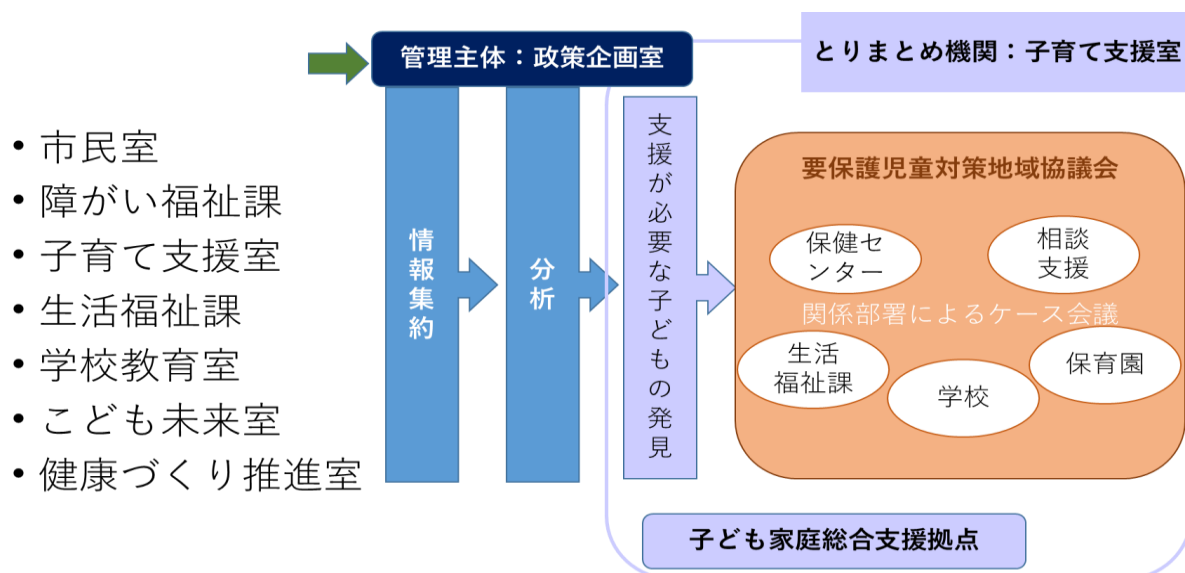 管理主体：政策企画室
とりまとめ機関：子育て支援室
• 市民室
• 障がい福祉課
• 子育て支援室
• 生活福祉課
• 学校教育室
• こども未来室
• 健康づくり推進室
情報集約
分析
支援が必要な子どもの発見
要保護児童対策地域協議会
保健セ
ンター
相談
支援
関係部署によるケース会議
生活
福祉課
学校
保育園
子ども家庭総合支援拠点